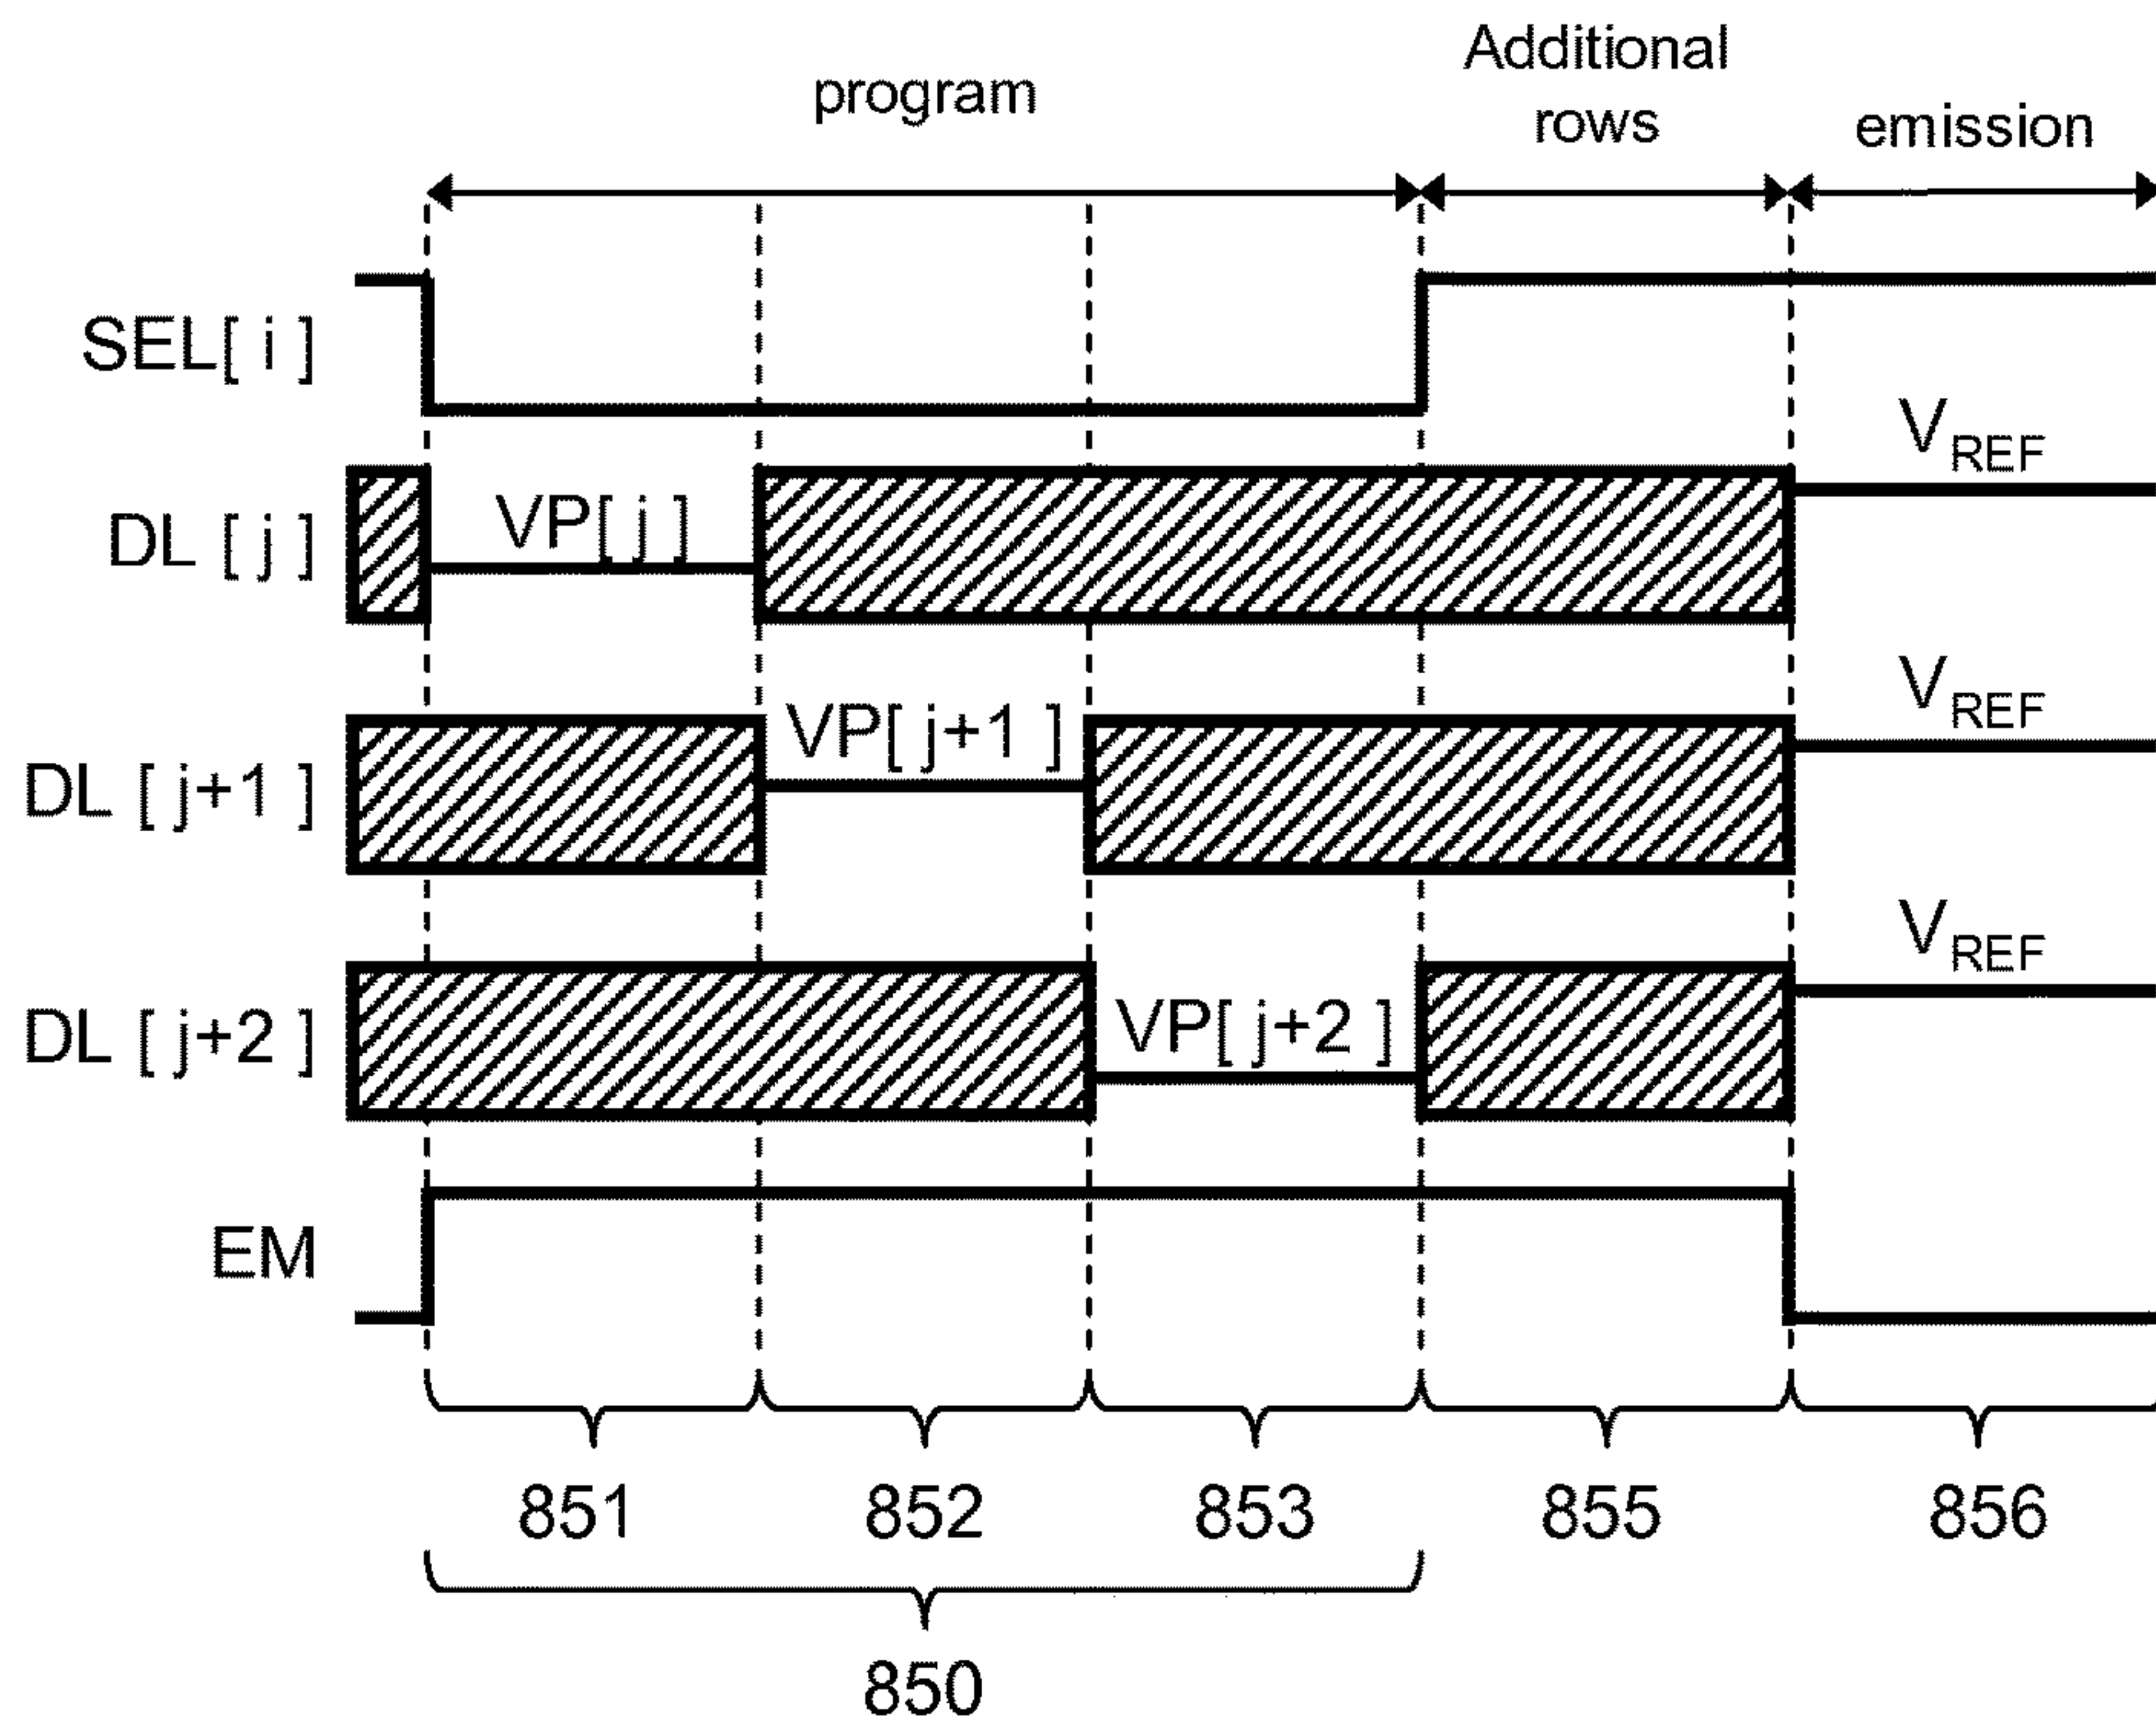 program
Additional
rows
emission
SEL[ i ]
V_REF
DL [ j ]
VP[ j ]
V_REF
DL [ j+1 ]
VP[ j+1 ]
V_REF
DL [ j+2 ]
VP[ j+2 ]
EM
851 852 853 855 856
850